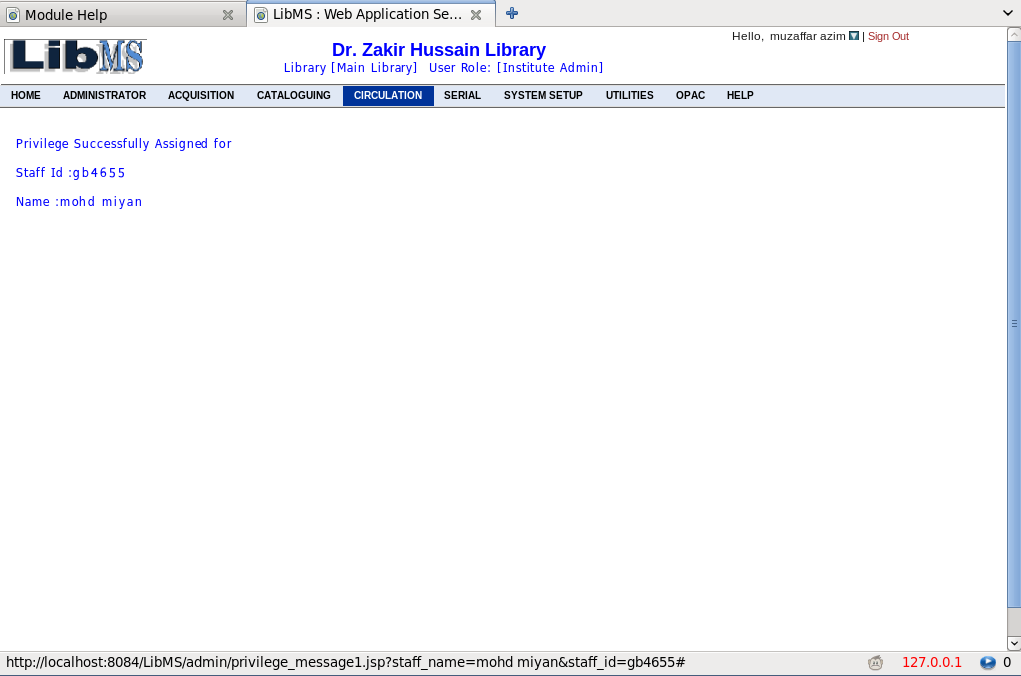 Module Help
LibMS : Web Application Se...
LibMS
Dr. Zakir Hussain Library
Library [Main Library] User Role: [Institute Admin]
Hello, muzaffar azim | Sign Out
HOME ADMINISTRATOR ACQUISITION CATALOGUING CIRCULATION SERIAL SYSTEM SETUP UTILITIES OPAC HELP
Privilege Successfully Assigned for
Staff Id :gb4655
Name :mohd miyan
http://localhost:8084/LibMS/admin/privilege_message1.jsp?staff_name=mohd miyan&staff_id=gb4655#
127.0.0.1
0